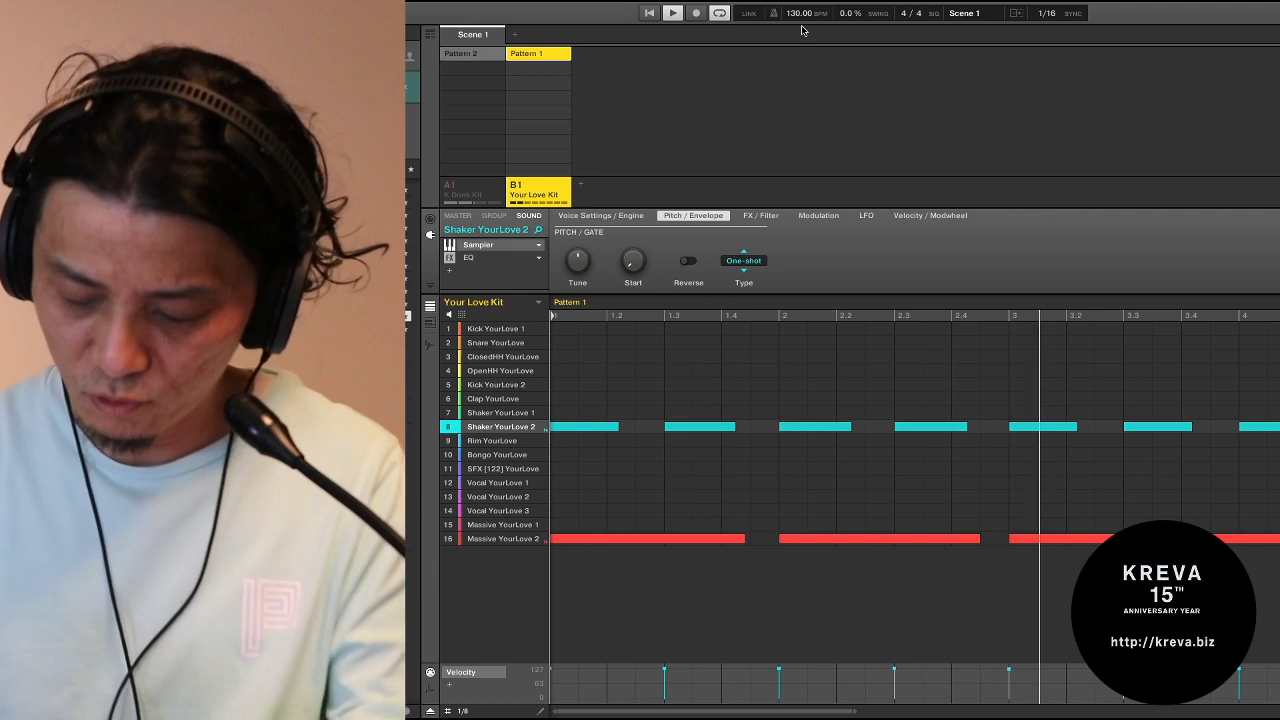 LINK 130.00 BPM 0.0 % SWING 4 / 4 SIG Scene 1 1/16 SYNC
Scene 1 +
Pattern 2 Pattern 1
A1 B1 +
K Donk Kit Your Love Kit
MASTER GROUP SOUND Voice Settings / Engine Pitch / Envelope FX / Filter Modulation LFO Velocity / Modwheel
Shaker YourLove 2 PITCH / GATE
Sampler
FX EQ
+
One-shot
Tune Start Reverse Type
Your Love Kit Pattern 1
1 1.2 1.3 1.4 2 2.2 2.3 2.4 3 3.2 3.4 4
1 Kick YourLove 1
2 Snare YourLove
3 ClosedHH YourLove
4 OpenHH YourLove
5 Kick YourLove 2
6 Clap YourLove
7 Shaker YourLove 1
8 Shaker YourLove 2
9 Rim YourLove
10 Bongo YourLove
11 SFX [122] YourLove
12 Vocal YourLove 1
13 Vocal YourLove 2
14 Vocal YourLove 3
15 Massive YourLove 1
16 Massive YourLove 2
KREVA
15TH
ANNIVERSARY YEAR
http://kreva.biz
Velocity 127
+ 63
0
1/8